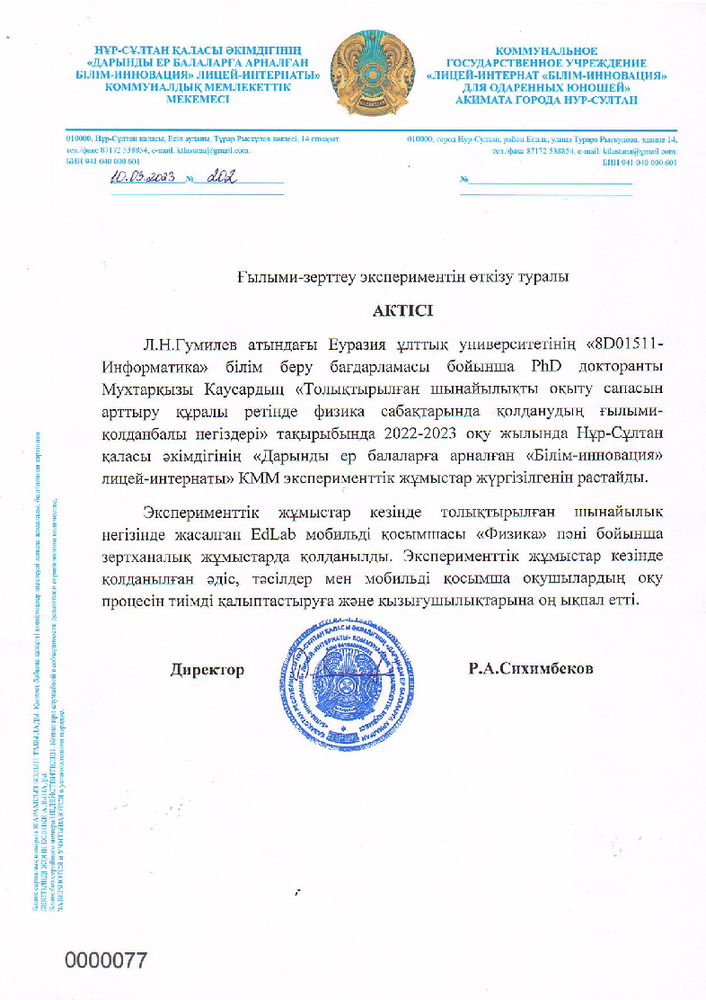 НҰР-СҰЛТАН ҚАЛАСЫ ӘКІМДІГІНІҢ
«ДАРЫНДЫ ЕР БАЛАЛАРҒА АРНАЛҒАН
БІЛІМ-ИННОВАЦИЯ» ЛИЦЕЙ-ИНТЕРНАТЫ»
КОММУНАЛДЫҚ МЕМЛЕКЕТТІК
МЕКЕМЕСІ
КОММУНАЛЬНОЕ
ГОСУДАРСТВЕННОЕ УЧРЕЖДЕНИЕ
«ЛИЦЕЙ-ИНТЕРНАТ «БІЛІМ-ИННОВАЦИЯ»
ДЛЯ ОДАРЕННЫХ ЮНОШЕЙ»
АКИМАТА ГОРОДА НУР-СУЛТАН
010000, Нұр-Сұлтан қаласы, Есіл ауданы, Тұрар Рысқұлов көшесі, 14 ғимарат,
тел./факс 87172 538854, e-mail: ktlastana@gmail.com.
БИН 941 040 000 601
010000, город Нур-Султан, район Есиль, улица Турара Рыскулова, здание 14,
тел./факс 87172 538854, e-mail: ktlastana@gmail.com.
БИН 941 040 000 601
10.03.2023 № 202
№
Ғылыми-зерттеу экспериментін өткізу туралы
АКТІСІ
Л.Н.Гумилев атындағы Еуразия ұлттық университетінің «8D01511-
Информатика» білім беру бағдарламасы бойынша PhD докторанты
Мухтарқызы Каусардың «Толықтырылған шынайылықты оқыту сапасын
арттыру құралы ретінде физика сабақтарында қолданудың ғылыми-
қолданбалы негіздері» тақырыбында 2022-2023 оқу жылында Нұр-Сұлтан
қаласы әкімдігінің «Дарынды ер балаларға арналған «Білім-инновация»
лицей-интернаты» КММ эксперименттік жұмыстар жүргізілгенін растайды.
Эксперименттік жұмыстар кезінде толықтырылған шынайылық
негізінде жасалған EdLab мобильді қосымшасы «Физика» пәні бойынша
зертханалық жұмыстарда қолданылды. Эксперименттік жұмыстар кезінде
қолданылған әдіс, тәсілдер мен мобильді қосымша оқушылардың оқу
процесін тиімді қалыптастыруға және қызығушылықтарына оң ықпал етті.
Директор
Р.А.Сихимбеков
0000077